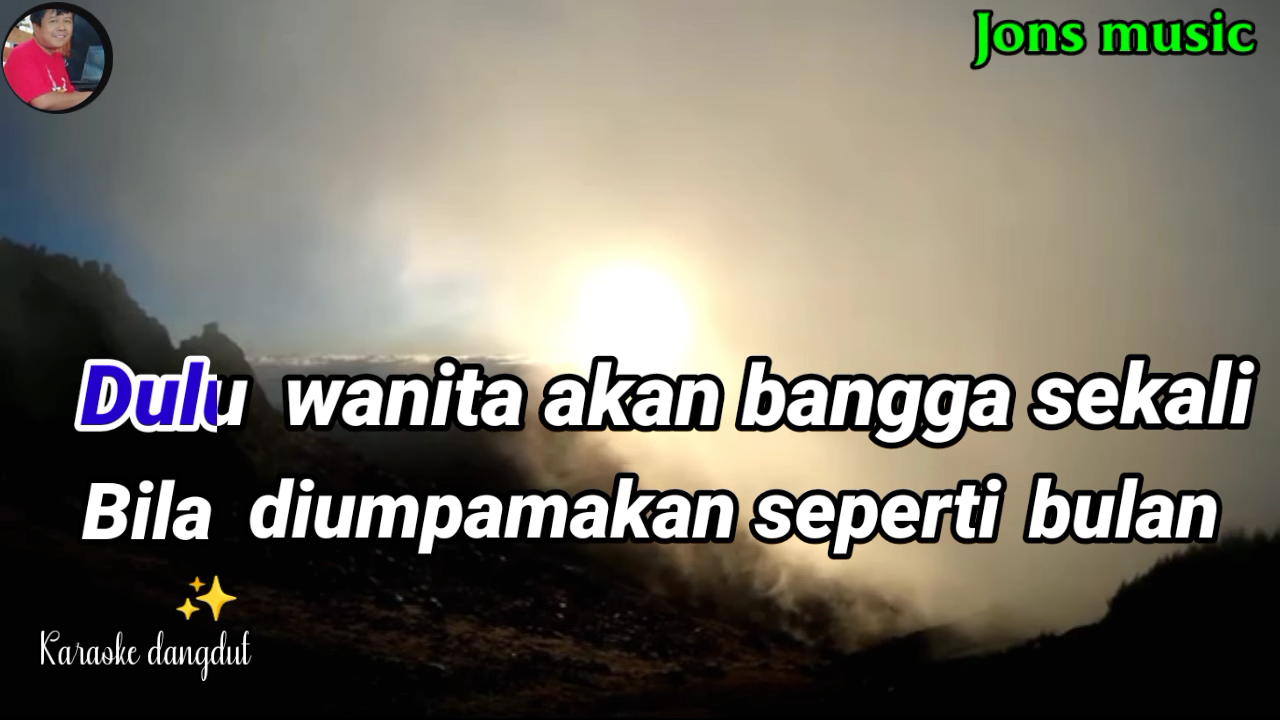 Jons music
Dulu wanita akan bangga sekali
Bila diumpamakan seperti bulan
Karaoke dangdut